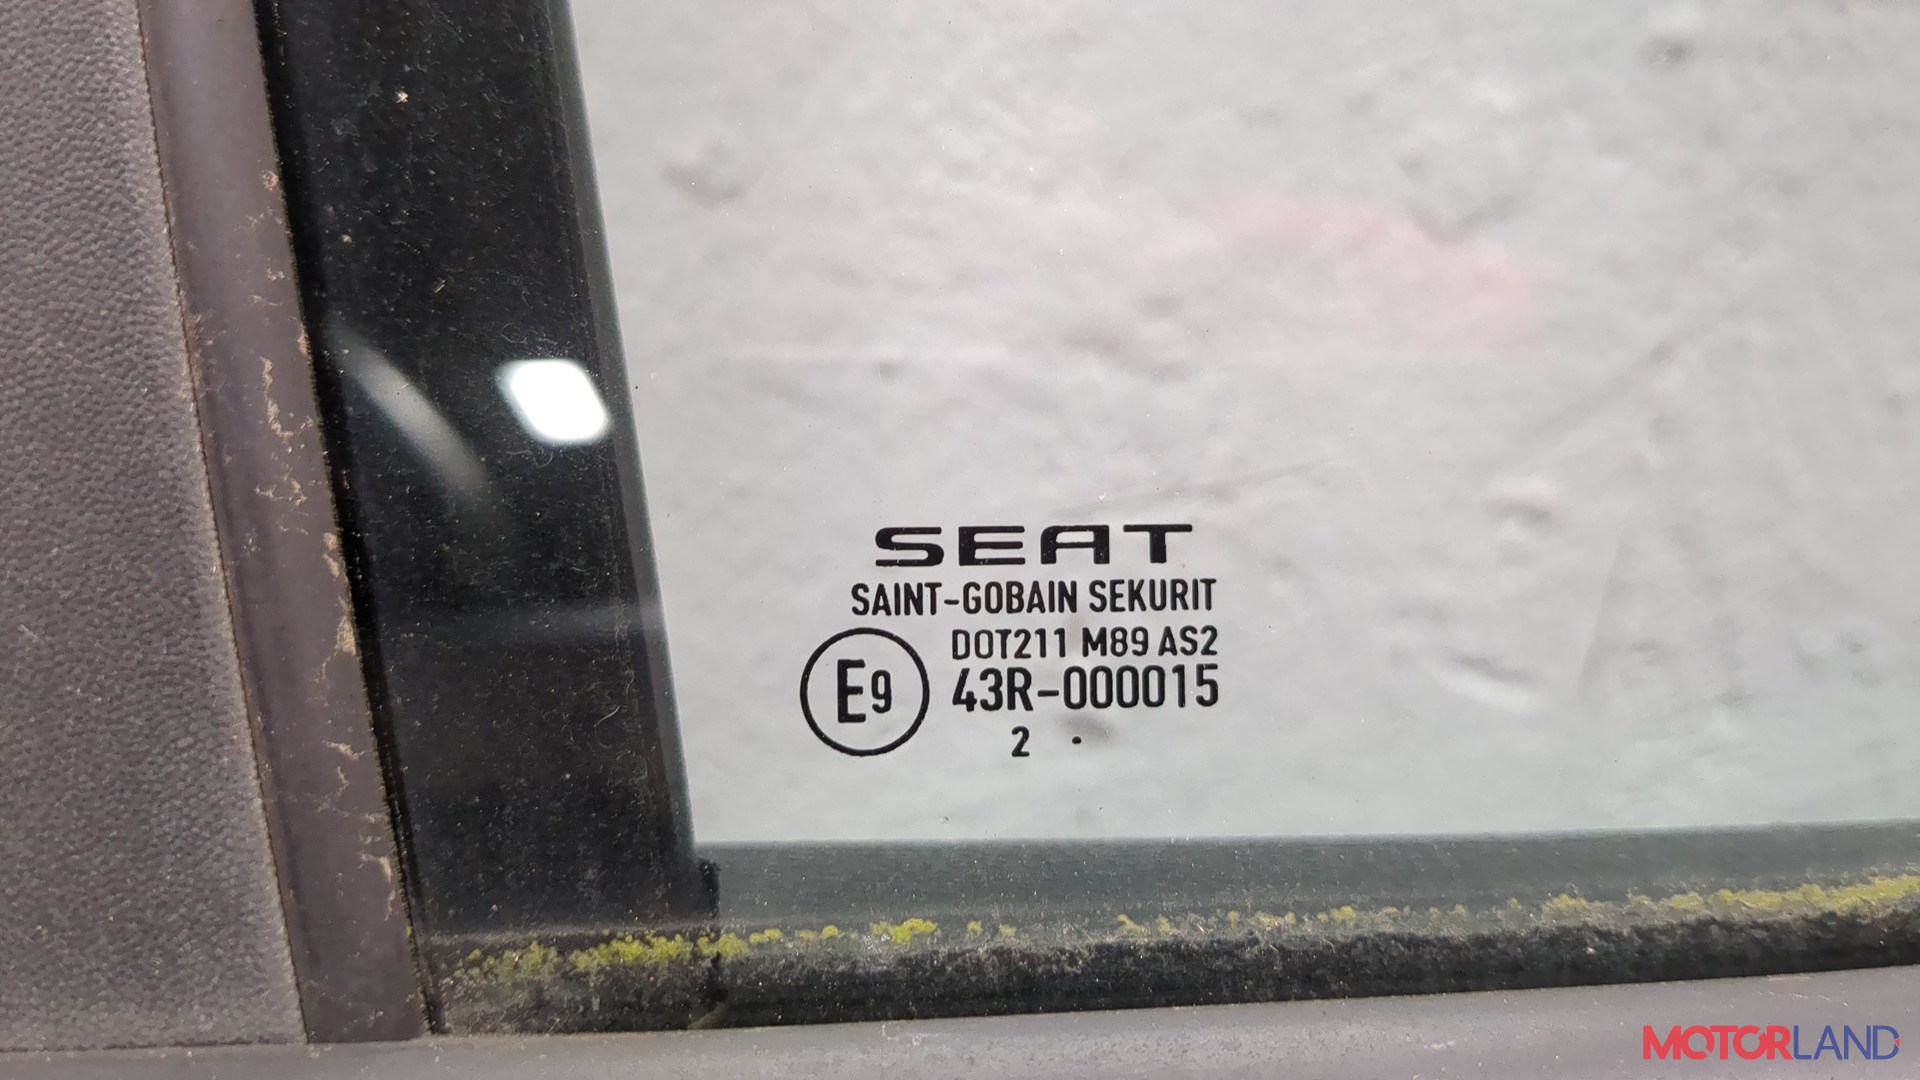 SEAT
SAINT-GOBAIN SEKURIT
DOT211 M89 AS2
E9 43R-000015
2 .
MOTORLAND